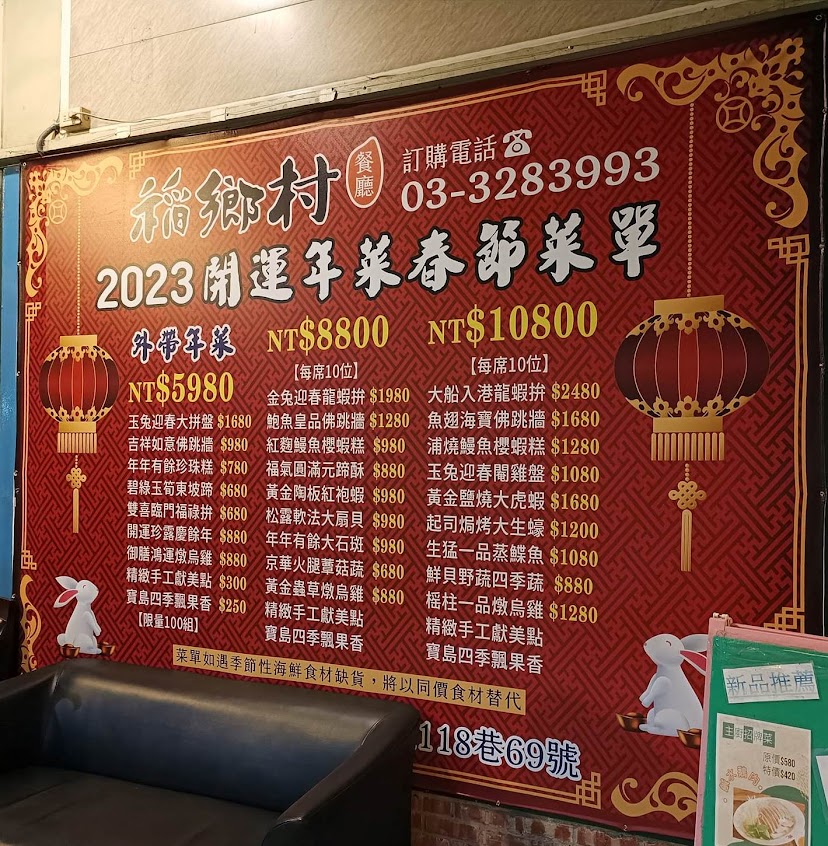 稻鄉村 餐廳
訂購電話☎
03-3283993
2023開運年菜春節菜單
外帶年菜
NT$5980
玉兔迎春大拼盤 $1680
吉祥如意佛跳牆 $980
年年有餘珍珠糕 $780
碧綠玉筍東坡蹄 $680
雙喜臨門福祿拚 $680
開運珍露慶餘年 $880
御膳鴻運燉烏雞 $880
精緻手工獻美點 $300
寶島四季飄果香 $250
【限量100組】
NT$8800
【每席10位】
金兔迎春龍蝦拚 $1980
鮑魚皇品佛跳牆 $1280
紅麴鰻魚櫻蝦糕 $980
福氣圓滿元蹄酥 $880
黃金陶板紅袍蝦 $980
松露軟法大扇貝 $980
年年有餘大石斑 $980
京華火腿蕈菇蔬 $680
黃金蟲草燉烏雞 $880
精緻手工獻美點
寶島四季飄果香
NT$10800
【每席10位】
大船入港龍蝦拚 $2480
魚翅海寶佛跳牆 $1680
浦燒鰻魚櫻蝦糕 $1280
玉兔迎春閹雞盤 $1080
黃金鹽燒大虎蝦 $1680
起司焗烤大生蠔 $1200
生猛一品蒸鰈魚 $1080
鮮貝野蔬四季蔬 $880
榣柱一品燉烏雞 $1280
精緻手工獻美點
寶島四季飄果香
菜單如遇季節性海鮮食材缺貨，將以同價食材替代
118巷69號
新品推薦
主廚招牌菜
原價$580
特價$420